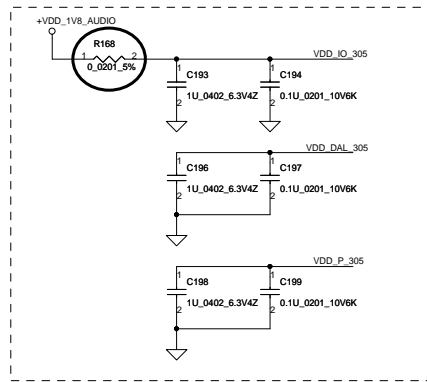 +VDD_1V8_AUDIO
R168
1 2
0_0201_5%
VDD_IO_305
1 C193
2 1U_0402_6.3V4Z
1 C194
2 0.1U_0201_10V6K
VDD_DAL_305
1 C196
2 1U_0402_6.3V4Z
1 C197
2 0.1U_0201_10V6K
VDD_P_305
1 C198
2 1U_0402_6.3V4Z
1 C199
2 0.1U_0201_10V6K